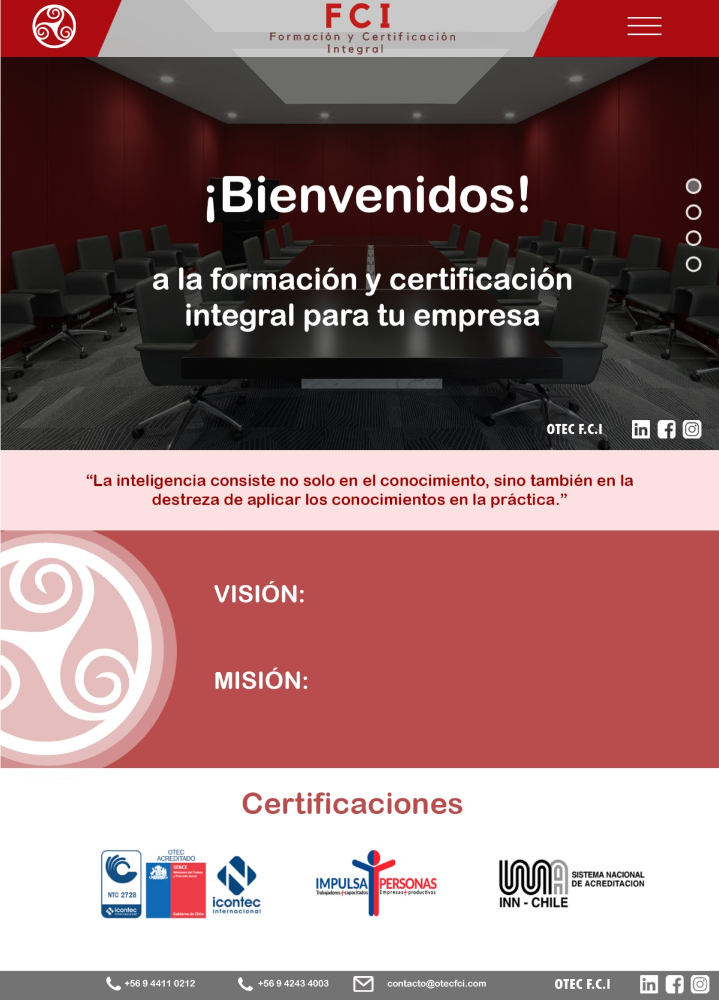 FCI
Formación y Certificación
Integral
¡Bienvenidos!
a la formación y certificación
integral para tu empresa
OTEC F.C.I
in f
“La inteligencia consiste no solo en el conocimiento, sino también en la
destreza de aplicar los conocimientos en la práctica.”
VISIÓN:
MISIÓN:
Certificaciones
NTC 2728
icontec
internacional
OTEC
ACREDITADO
SENCE
Ministerio del Trabajo
y Previsión Social
Gobierno de Chile
icontec
internacional
IMPULSA PERSONAS
Trabajadores+capacitados Empresas+productivas
INN - CHILE
SISTEMA NACIONAL
DE ACREDITACION
+56 9 4411 0212 +56 9 4243 4003 contacto@otecfci.com OTEC F.C.I in f